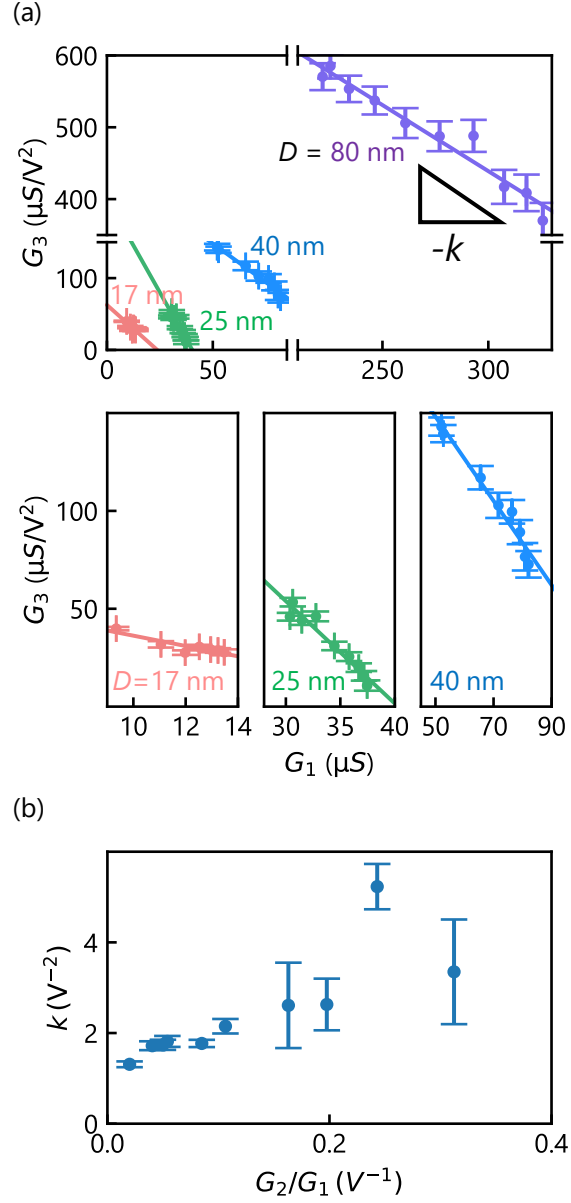 (a)
600
500
400
G₃ (μS/V²)
D = 80 nm
-k
40 nm
100
17 nm
25 nm
0
0 50 250 300
100
50
G₃ (μS/V²)
D=17 nm 25 nm 40 nm
10 12 14 30 35 40 50 70 90
G₁ (μS)
(b)
4
2
0
k (V⁻²)
0.0 0.2 0.4
G₂/G₁ (V⁻¹)